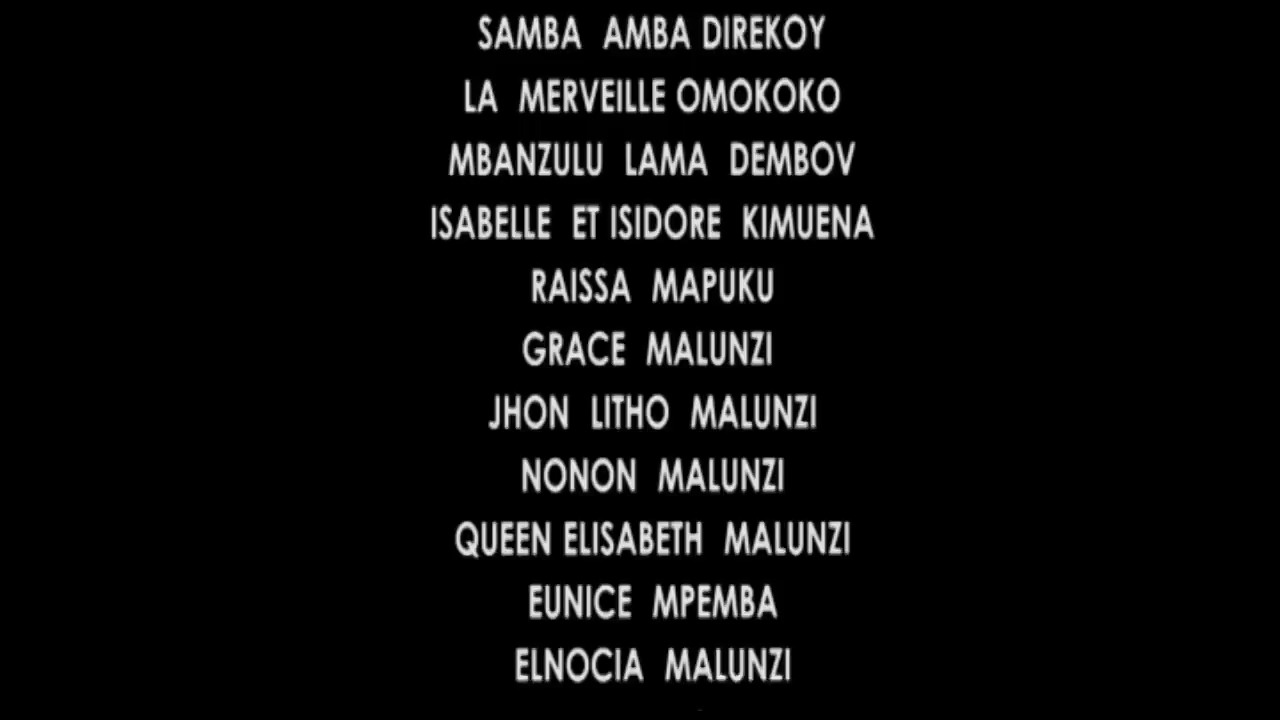 SAMBA AMBA DIREKOY
LA MERVEILLE OMOKOKO
MBANZULU LAMA DEMBOV
ISABELLE ET ISIDORE KIMUENA
RAISSA MAPUKU
GRACE MALUNZI
JHON LITHO MALUNZI
NONON MALUNZI
QUEEN ELISABETH MALUNZI
EUNICE MPEMBA
ELNOCIA MALUNZI